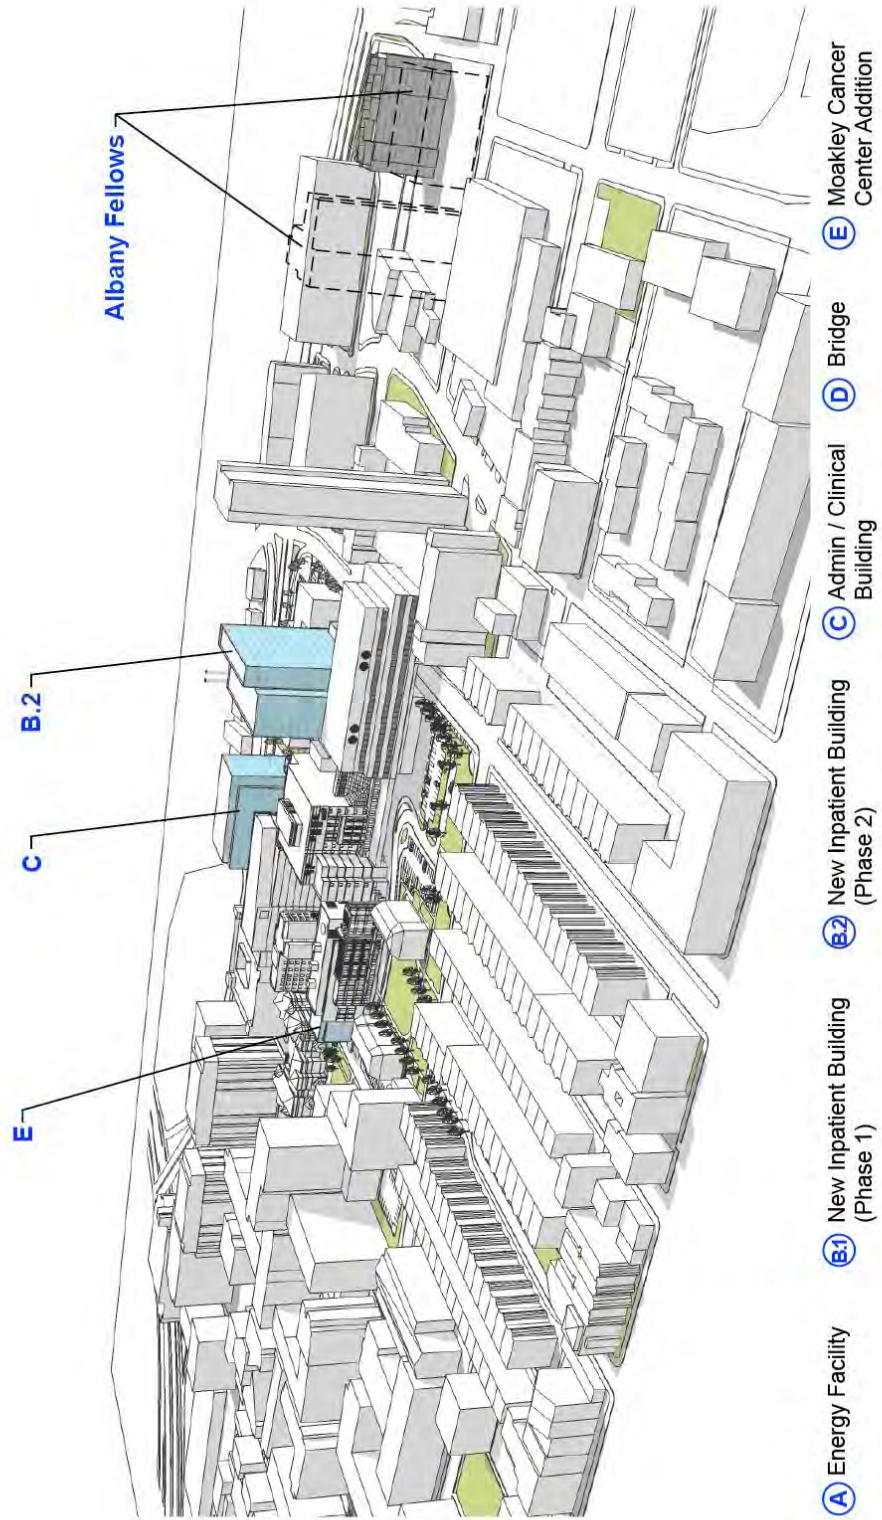 Albany Fellows
B.2
C
E
A Energy Facility
B.1 New Inpatient Building
(Phase 1)
B.2 New Inpatient Building
(Phase 2)
C Admin / Clinical
Building
D Bridge
E Moakley Cancer
Center Addition